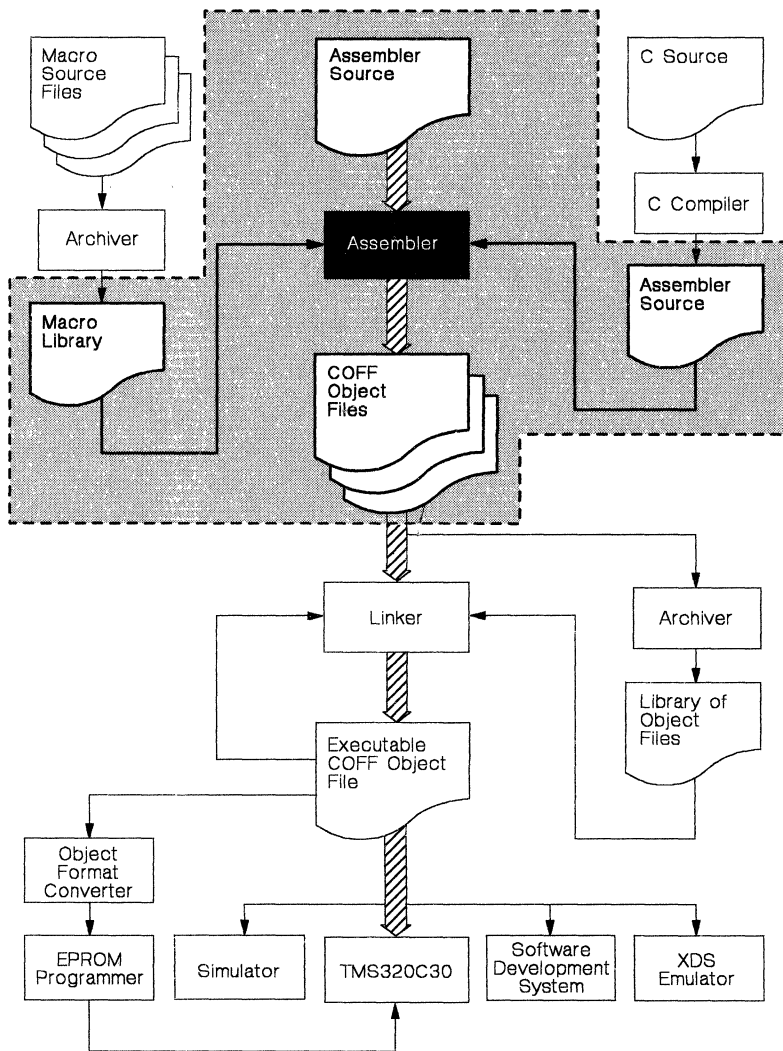 Macro
Source
Files
Assembler
Source
C Source
Archiver
Assembler
C Compiler
Macro
Library
Assembler
Source
COFF
Object
Files
Linker
Archiver
Executable
COFF Object
File
Library of
Object
Files
Object
Format
Converter
EPROM
Programmer
Simulator
TMS320C30
Software
Development
System
XDS
Emulator